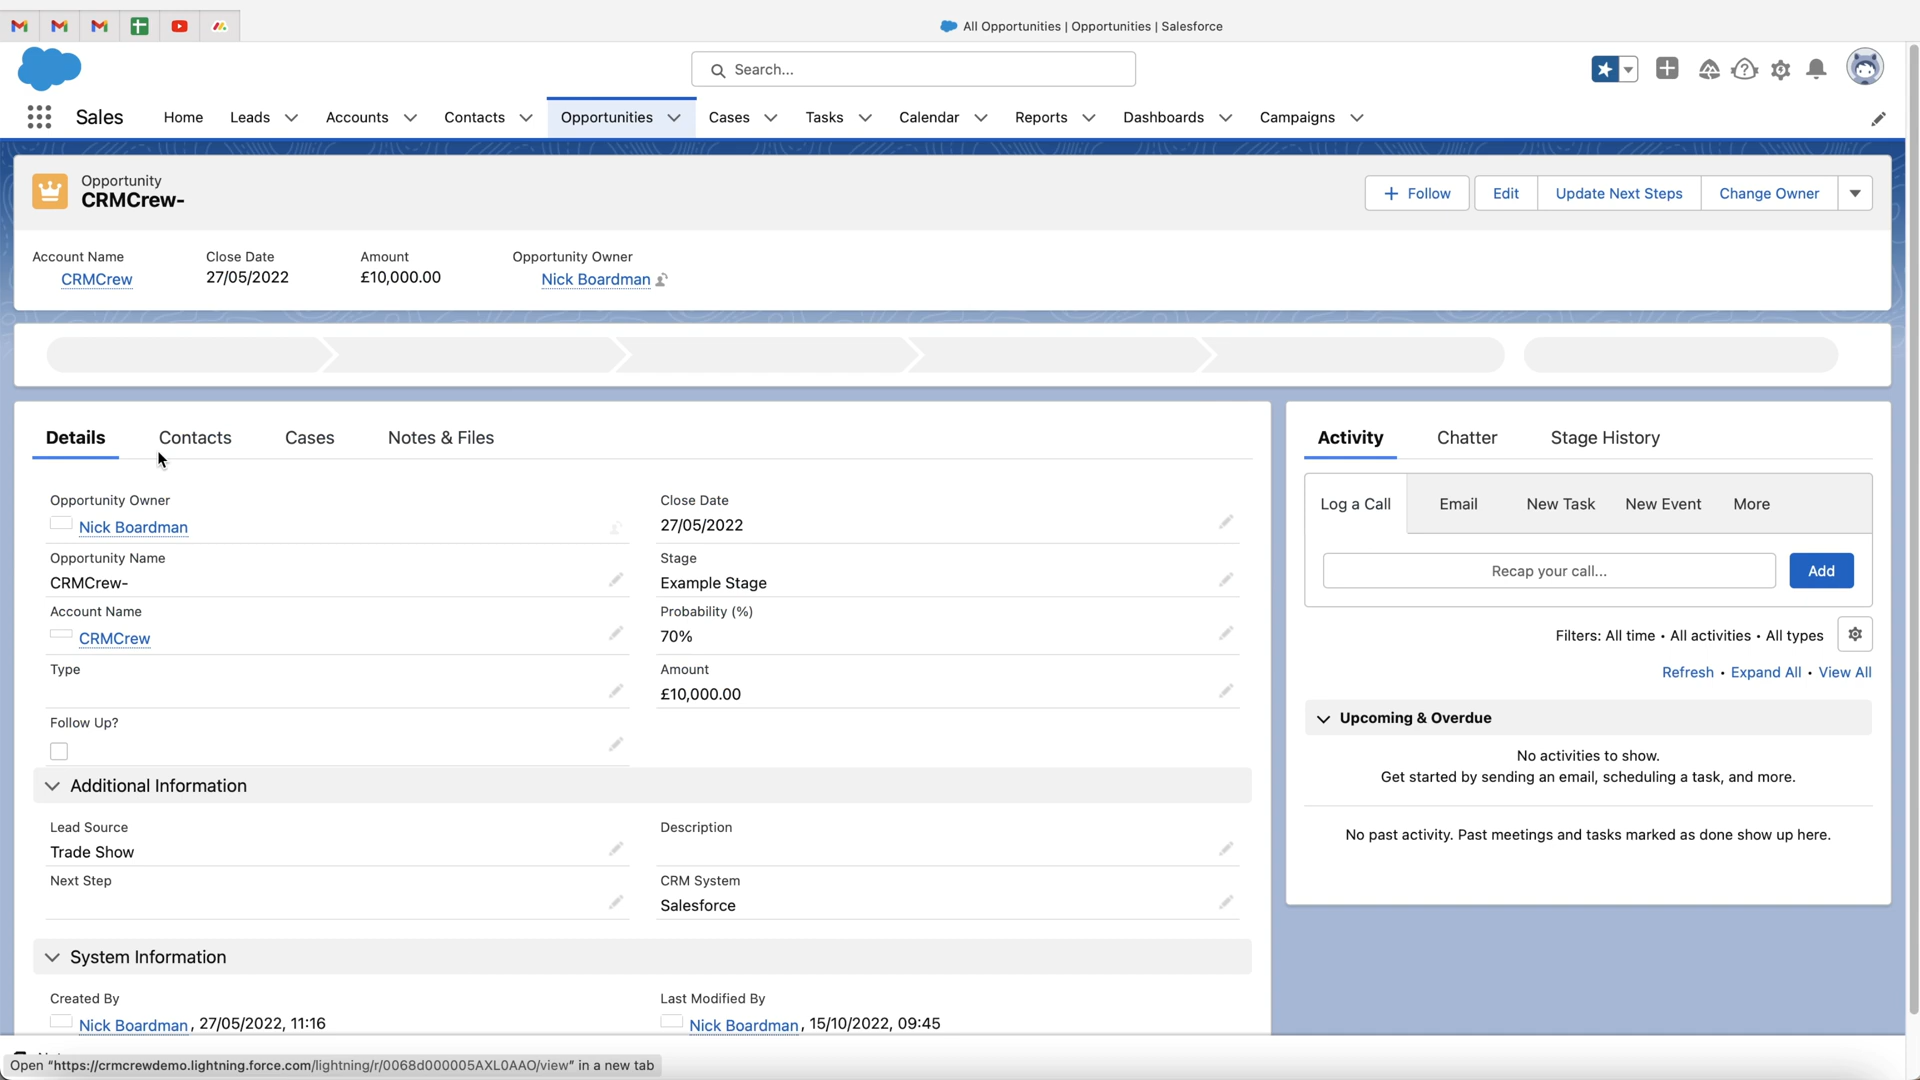 All Opportunities | Opportunities | Salesforce
Search...
Sales Home Leads Accounts Contacts Opportunities Cases Tasks Calendar Reports Dashboards Campaigns
Opportunity
CRMCrew-
Follow Edit Update Next Steps Change Owner
Account Name Close Date Amount Opportunity Owner
CRMCrew 27/05/2022 £10,000.00 Nick Boardman
Details Contacts Cases Notes & Files
Opportunity Owner Close Date
Nick Boardman 27/05/2022
Opportunity Name Stage
CRMCrew- Example Stage
Account Name Probability (%)
CRMCrew 70%
Type Amount
£10,000.00
Follow Up?
Additional Information
Lead Source Description
Trade Show
Next Step CRM System
Salesforce
System Information
Created By Last Modified By
Nick Boardman, 27/05/2022, 11:16 Nick Boardman, 15/10/2022, 09:45
Activity Chatter Stage History
Log a Call Email New Task New Event More
Recap your call... Add
Filters: All time • All activities • All types
Refresh • Expand All • View All
Upcoming & Overdue
No activities to show.
Get started by sending an email, scheduling a task, and more.
No past activity. Past meetings and tasks marked as done show up here.
Open "https://crmcrewdemo.lightning.force.com/lightning/r/0068d000005AXL0AAO/view" in a new tab